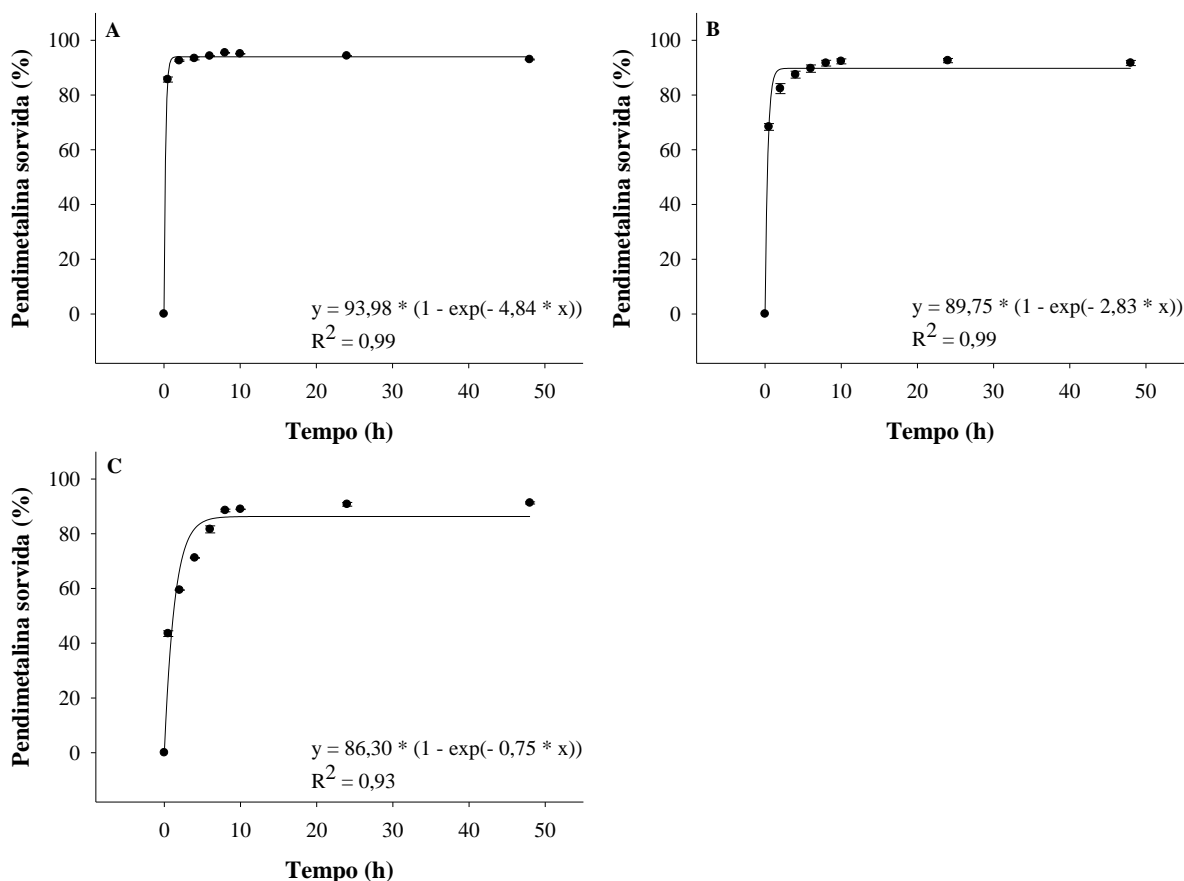 A
Pendimetalina sorvida (%)
100
80
60
40
20
0
y = 93,98 * (1 - exp(- 4,84 * x))
R² = 0,99
0 10 20 30 40 50
Tempo (h)
B
Pendimetalina sorvida (%)
100
80
60
40
20
0
y = 89,75 * (1 - exp(- 2,83 * x))
R² = 0,99
0 10 20 30 40 50
Tempo (h)
C
Pendimetalina sorvida (%)
100
80
60
40
20
0
y = 86,30 * (1 - exp(- 0,75 * x))
R² = 0,93
0 10 20 30 40 50
Tempo (h)